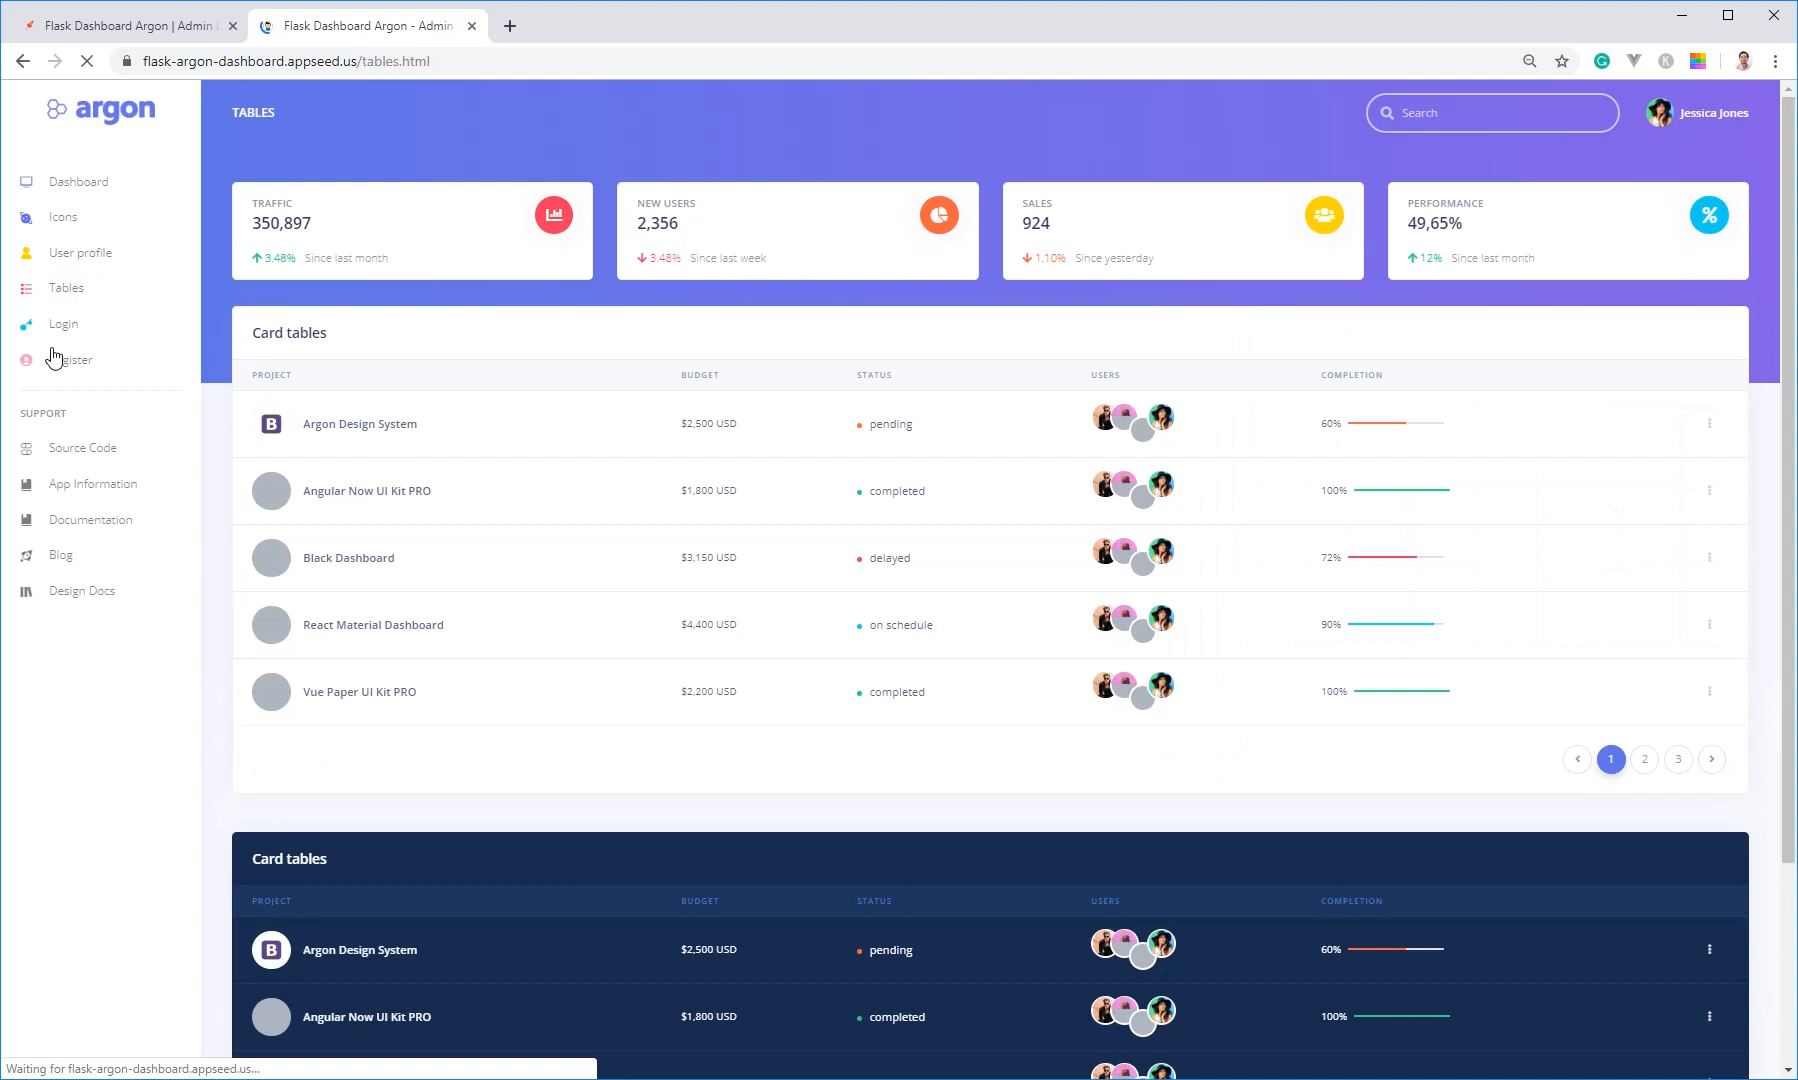 Flask Dashboard Argon | Admin
Flask Dashboard Argon - Admin
flask-argon-dashboard.appseed.us/tables.html
argon
TABLES
Search
Jessica Jones
Dashboard
Icons
User profile
Tables
Login
gister
SUPPORT
Source Code
App Information
Documentation
Blog
Design Docs
TRAFFIC
350,897
3.48% Since last month
NEW USERS
2,356
3.48% Since last week
SALES
924
1.10% Since yesterday
PERFORMANCE
49,65%
12% Since last month
%
Card tables
PROJECT BUDGET STATUS USERS COMPLETION
B Argon Design System $2,500 USD pending 60%
Angular Now UI Kit PRO $1,800 USD completed 100%
Black Dashboard $3,150 USD delayed 72%
React Material Dashboard $4,400 USD on schedule 90%
Vue Paper UI Kit PRO $2,200 USD completed 100%
1 2 3
Card tables
PROJECT BUDGET STATUS USERS COMPLETION
B Argon Design System $2,500 USD pending 60%
Angular Now UI Kit PRO $1,800 USD completed 100%
Waiting for flask-argon-dashboard.appseed.us...